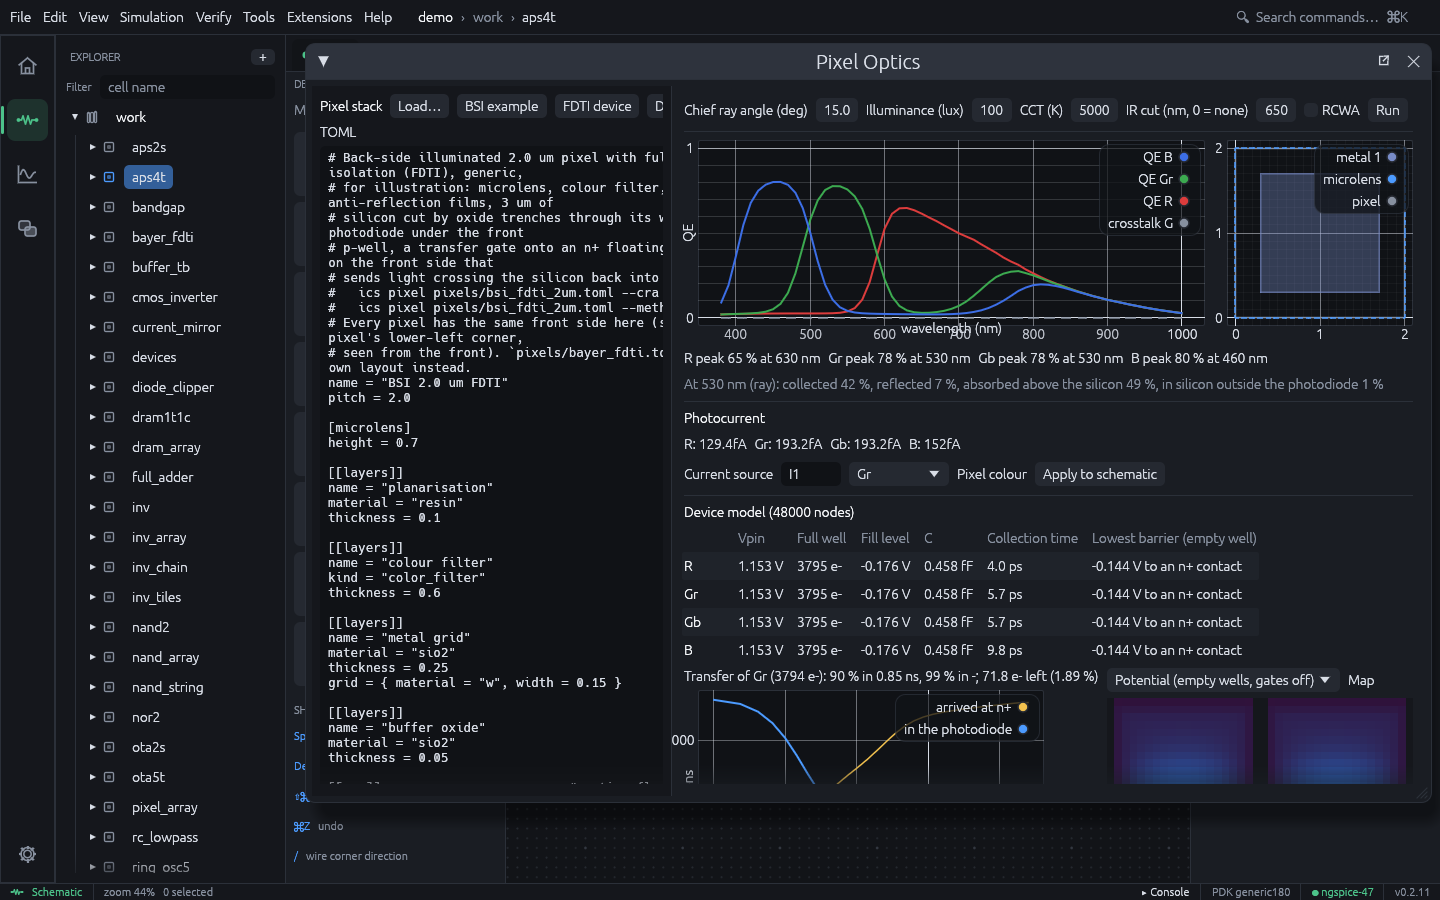 File Edit View Simulation Verify Tools Extensions Help demo › work › aps4t Search commands... ⌘K
EXPLORER +
Filter cell name
work
aps2s
aps4t
bandgap
bayer_fdti
buffer_tb
cmos_inverter
current_mirror
devices
diode_clipper
dram1t1c
dram_array
full_adder
inv
inv_array
inv_chain
inv_tiles
nand2
nand_array
nand_string
nor2
ota2s
ota5t
pixel_array
rc_lowpass
ring_osc5
⌘Z undo
/ wire corner direction
Pixel Optics
Pixel stack Load... BSI example FDTI device D
TOML
# Back-side illuminated 2.0 um pixel with ful
isolation (FDTI), generic,
# for illustration: microlens, colour filter,
anti-reflection films, 3 um of
# silicon cut by oxide trenches through its w
photodiode under the front
# p-well, a transfer gate onto an n+ floating
on the front side that
# sends light crossing the silicon back into
# ics pixel pixels/bsi_fdti_2um.toml --cra
# ics pixel pixels/bsi_fdti_2um.toml --meth
# Every pixel has the same front side here (s
pixel's lower-left corner,
# seen from the front). `pixels/bayer_fdti.to
own layout instead.
name = "BSI 2.0 um FDTI"
pitch = 2.0
[microlens]
height = 0.7
[[layers]]
name = "planarisation"
material = "resin"
thickness = 0.1
[[layers]]
name = "colour filter"
kind = "color_filter"
thickness = 0.6
[[layers]]
name = "metal grid"
material = "sio2"
thickness = 0.25
grid = { material = "w", width = 0.15 }
[[layers]]
name = "buffer oxide"
material = "sio2"
thickness = 0.05
Chief ray angle (deg) 15.0 Illuminance (lux) 100 CCT (K) 5000 IR cut (nm, 0 = none) 650 RCWA Run
1
0
QE
QE B
QE Gr
QE R
crosstalk G
400 500 600 700 800 900 1000
wavelength (nm)
2
1
0
metal 1
microlens
pixel
0 1 2
R peak 65 % at 630 nm Gr peak 78 % at 530 nm Gb peak 78 % at 530 nm B peak 80 % at 460 nm
At 530 nm (ray): collected 42 %, reflected 7 %, absorbed above the silicon 49 %, in silicon outside the photodiode 1 %
Photocurrent
R: 129.4fA Gr: 193.2fA Gb: 193.2fA B: 152fA
Current source I1 Gr Pixel colour Apply to schematic
Device model (48000 nodes)
Vpin Full well Fill level C Collection time Lowest barrier (empty well)
R 1.153 V 3795 e- -0.176 V 0.458 fF 4.0 ps -0.144 V to an n+ contact
Gr 1.153 V 3795 e- -0.176 V 0.458 fF 5.7 ps -0.144 V to an n+ contact
Gb 1.153 V 3795 e- -0.176 V 0.458 fF 5.7 ps -0.144 V to an n+ contact
B 1.153 V 3795 e- -0.176 V 0.458 fF 9.8 ps -0.144 V to an n+ contact
Transfer of Gr (3794 e-): 90 % in 0.85 ns, 99 % in -; 71.8 e- left (1.89 %)
Potential (empty wells, gates off) Map
arrived at n+
in the photodiode
000
ns
Schematic zoom 44% 0 selected Console PDK generic180 ngspice-47 v0.2.11